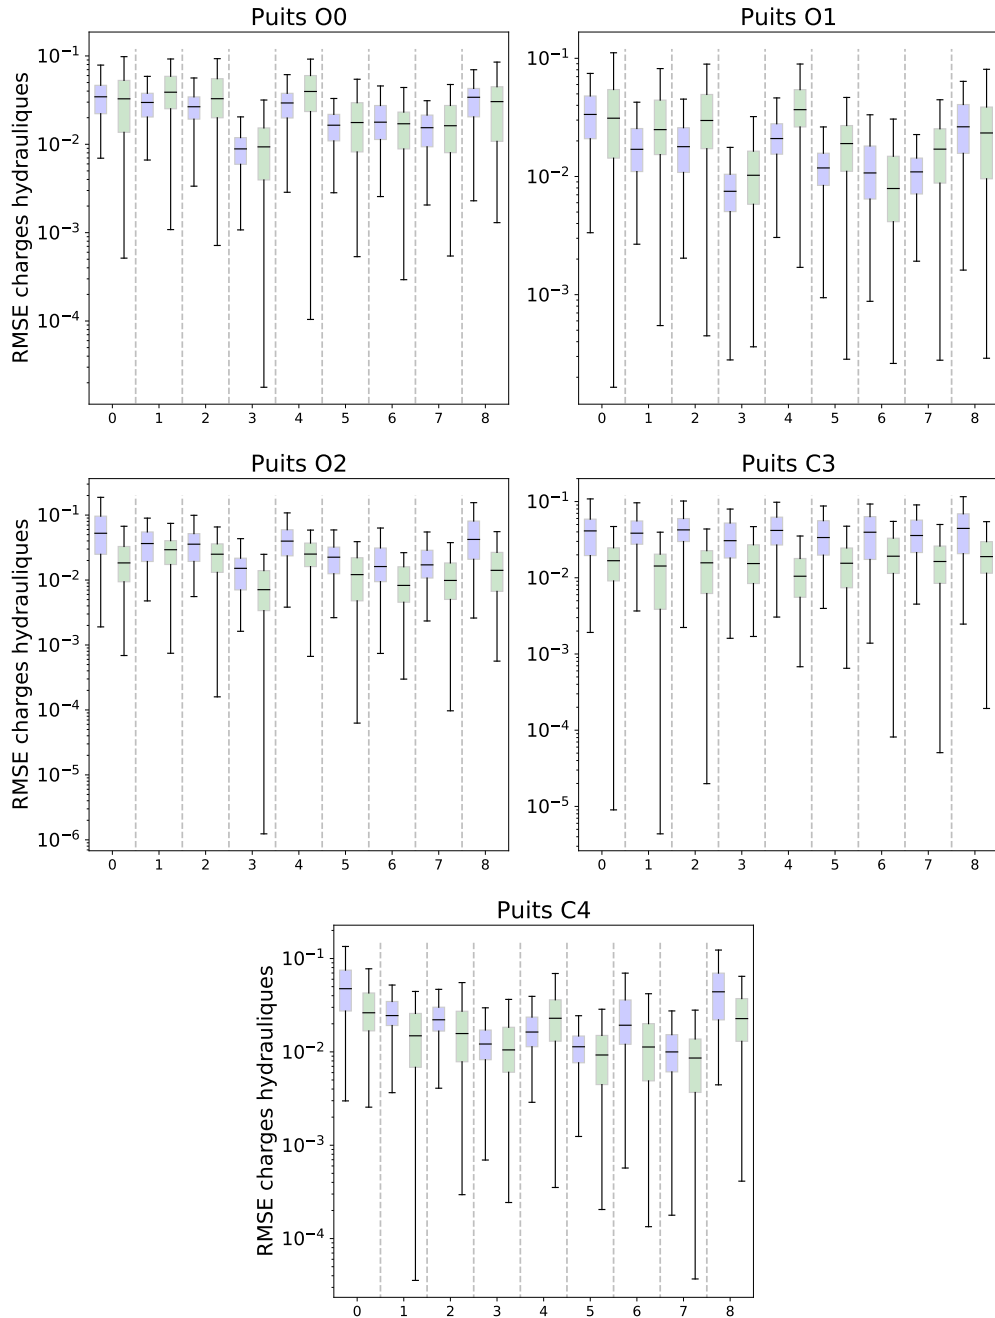 Puits O0
RMSE charges hydrauliques
10⁻¹
10⁻²
10⁻³
10⁻⁴
0 1 2 3 4 5 6 7 8
Puits O1
10⁻¹
10⁻²
10⁻³
0 1 2 3 4 5 6 7 8
Puits O2
RMSE charges hydrauliques
10⁻¹
10⁻²
10⁻³
10⁻⁴
10⁻⁵
10⁻⁶
0 1 2 3 4 5 6 7 8
Puits C3
10⁻¹
10⁻²
10⁻³
10⁻⁴
10⁻⁵
0 1 2 3 4 5 6 7 8
Puits C4
RMSE charges hydrauliques
10⁻¹
10⁻²
10⁻³
10⁻⁴
0 1 2 3 4 5 6 7 8